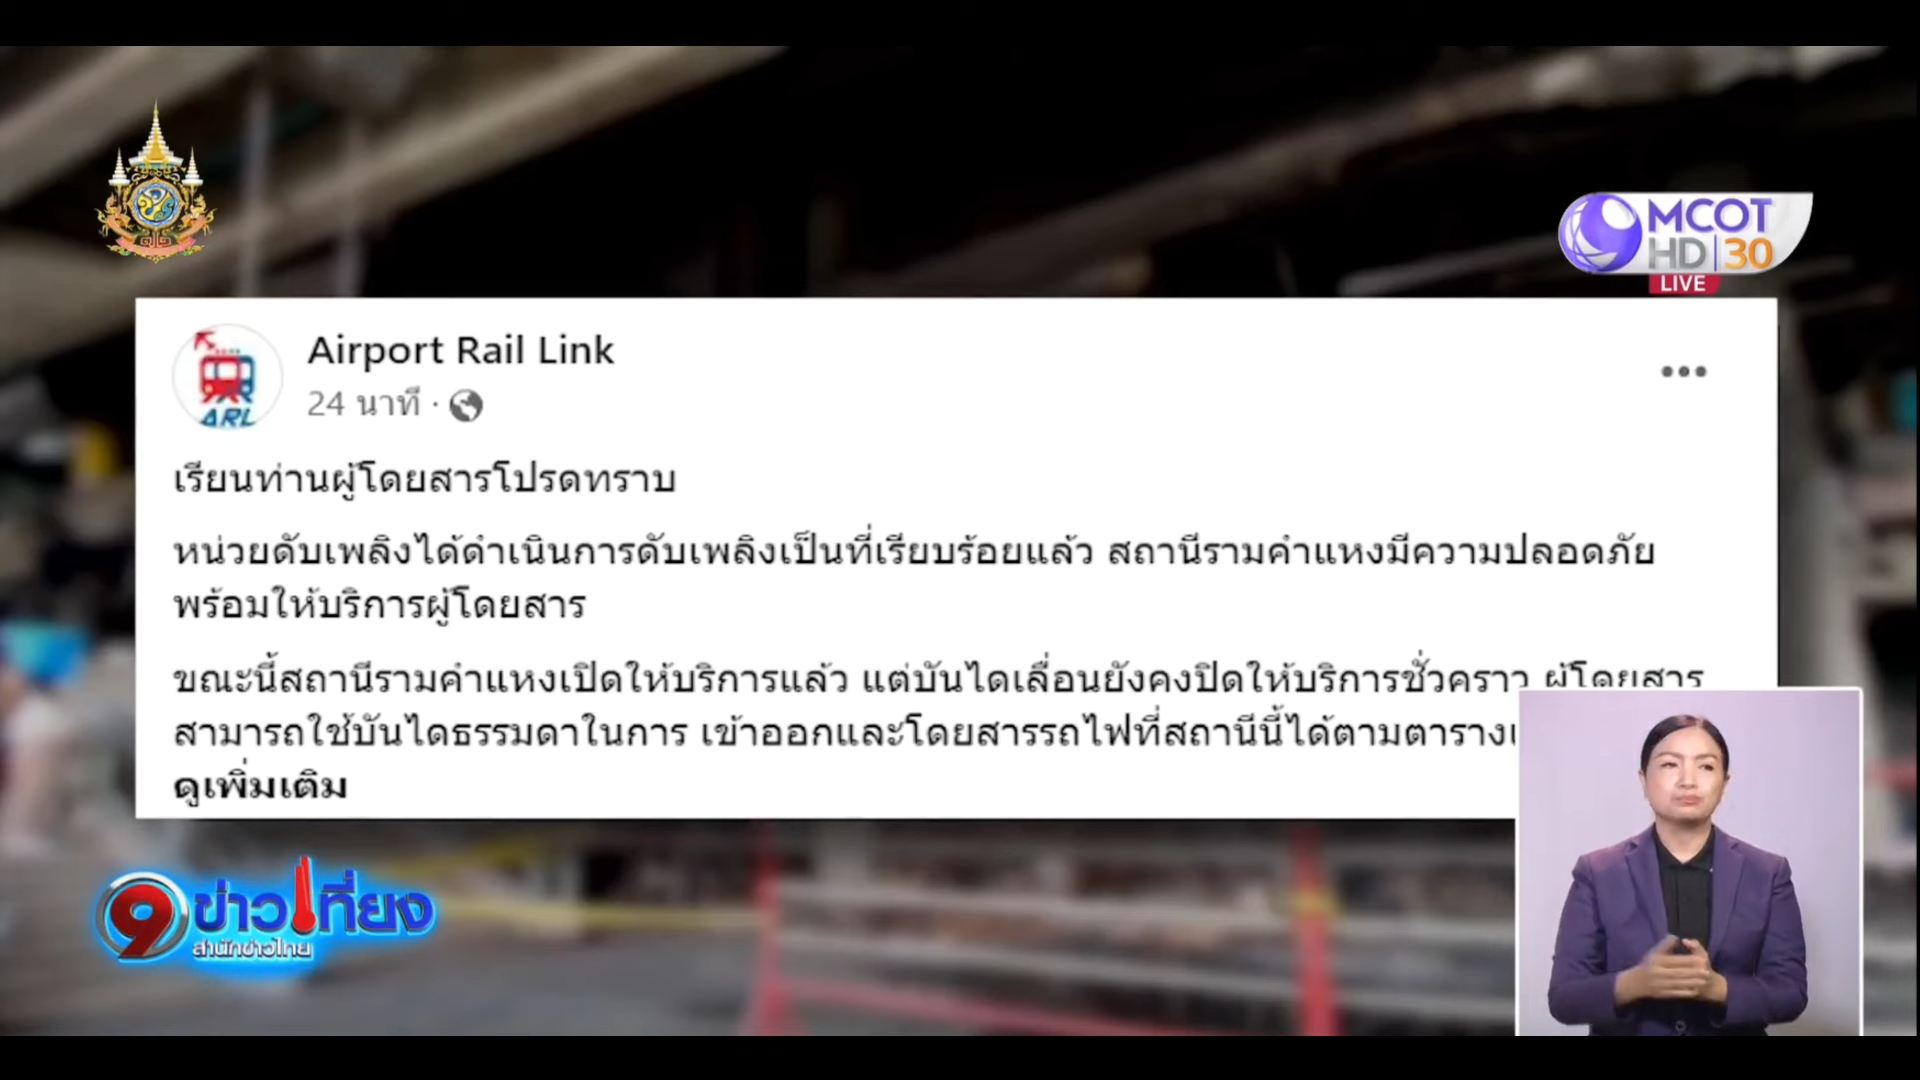 MCOT
HD 30
LIVE
Airport Rail Link
24 นาที ·
ARL
เรียนท่านผู้โดยสารโปรดทราบ
หน่วยดับเพลิงได้ดำเนินการดับเพลิงเป็นที่เรียบร้อยแล้ว สถานีรามคำแหงมีความปลอดภัย
พร้อมให้บริการผู้โดยสาร
ขณะนี้สถานีรามคำแหงเปิดให้บริการแล้ว แต่บันไดเลื่อนยังคงปิดให้บริการชั่วคราว ผู้โดยสาร
สามารถใช้บันไดธรรมดาในการ เข้าออกและโดยสารรถไฟที่สถานีนี้ได้ตามตาราง
ดูเพิ่มเติม
9 ข่าวเที่ยง
สำนักข่าวไทย